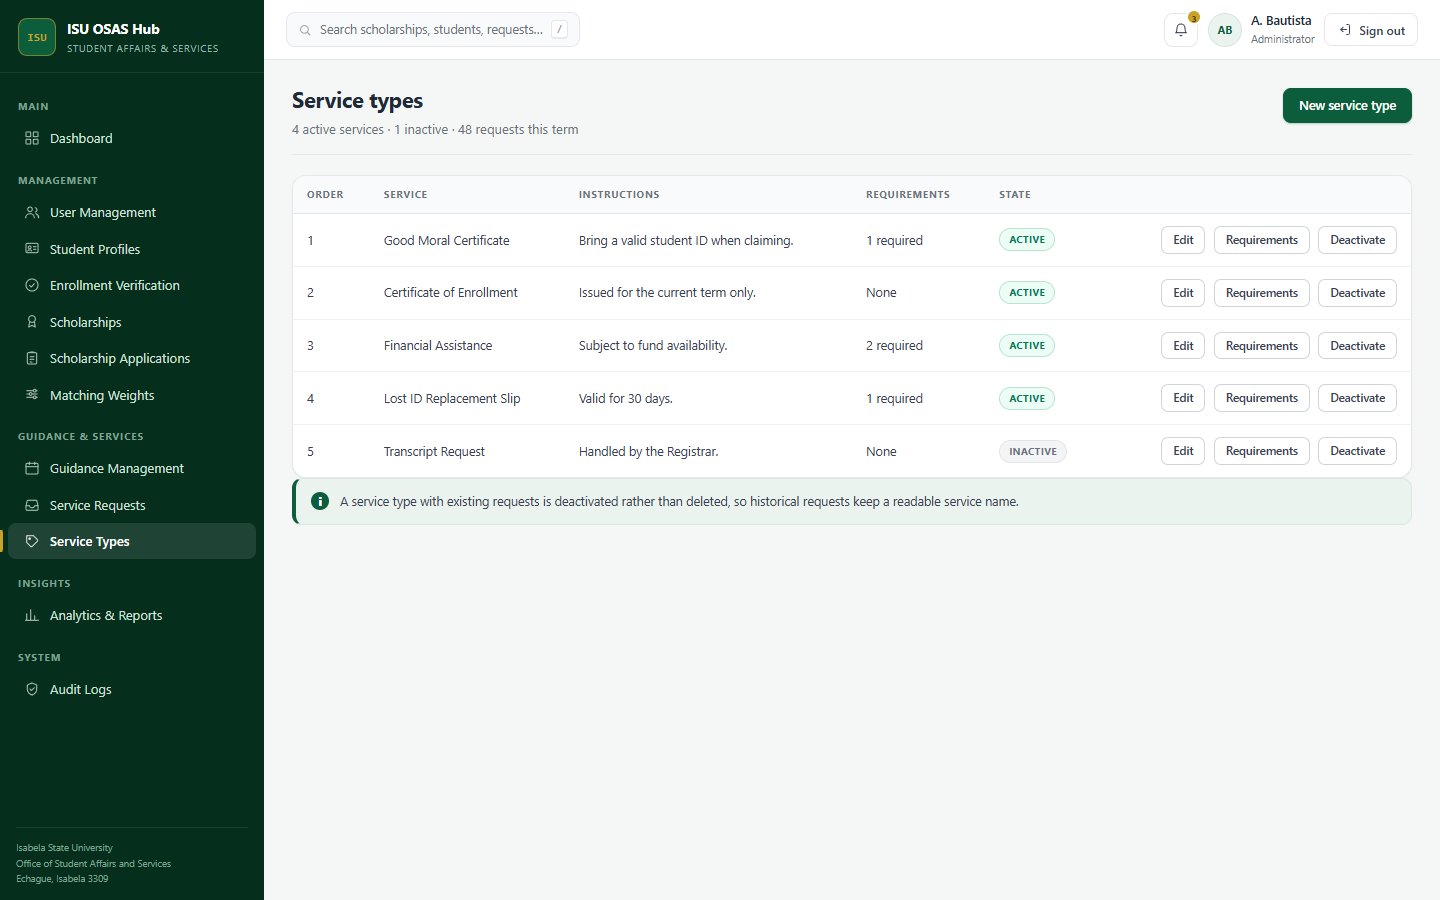 ISU
ISU OSAS Hub
STUDENT AFFAIRS & SERVICES
MAIN
Dashboard
MANAGEMENT
User Management
Student Profiles
Enrollment Verification
Scholarships
Scholarship Applications
Matching Weights
GUIDANCE & SERVICES
Guidance Management
Service Requests
Service Types
INSIGHTS
Analytics & Reports
SYSTEM
Audit Logs
Isabela State University
Office of Student Affairs and Services
Echague, Isabela 3309
Search scholarships, students, requests... /
3
AB
A. Bautista
Administrator
Sign out
Service types
4 active services · 1 inactive · 48 requests this term
New service type
ORDER SERVICE INSTRUCTIONS REQUIREMENTS STATE
1 Good Moral Certificate Bring a valid student ID when claiming. 1 required ACTIVE Edit Requirements Deactivate
2 Certificate of Enrollment Issued for the current term only. None ACTIVE Edit Requirements Deactivate
3 Financial Assistance Subject to fund availability. 2 required ACTIVE Edit Requirements Deactivate
4 Lost ID Replacement Slip Valid for 30 days. 1 required ACTIVE Edit Requirements Deactivate
5 Transcript Request Handled by the Registrar. None INACTIVE Edit Requirements Deactivate
A service type with existing requests is deactivated rather than deleted, so historical requests keep a readable service name.